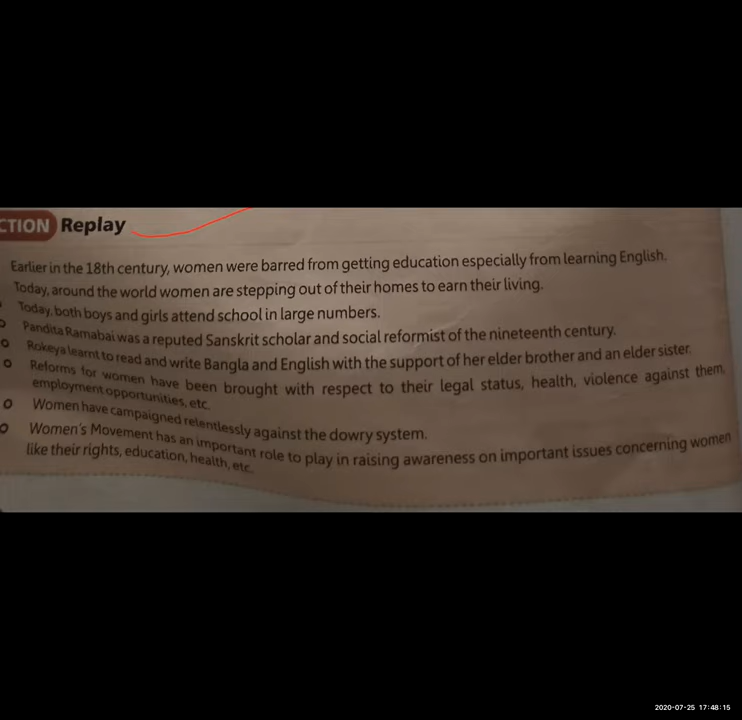 CTION Replay
Earlier in the 18th century, women were barred from getting education especially from learning English.
Today, around the world women are stepping out of their homes to earn their living.
Today, both boys and girls attend school in large numbers.
Pandita Ramabai was a reputed Sanskrit scholar and social reformist of the nineteenth century.
Rokeya learnt to read and write Bangla and English with the support of her elder brother and an elder sister.
Reforms for women have been brought with respect to their legal status, health, violence against them,
employment opportunities, etc.
Women have campaigned relentlessly against the dowry system.
Women's Movement has an important role to play in raising awareness on important issues concerning women
like their rights, education, health, etc.
2020-07-25 17:48:15